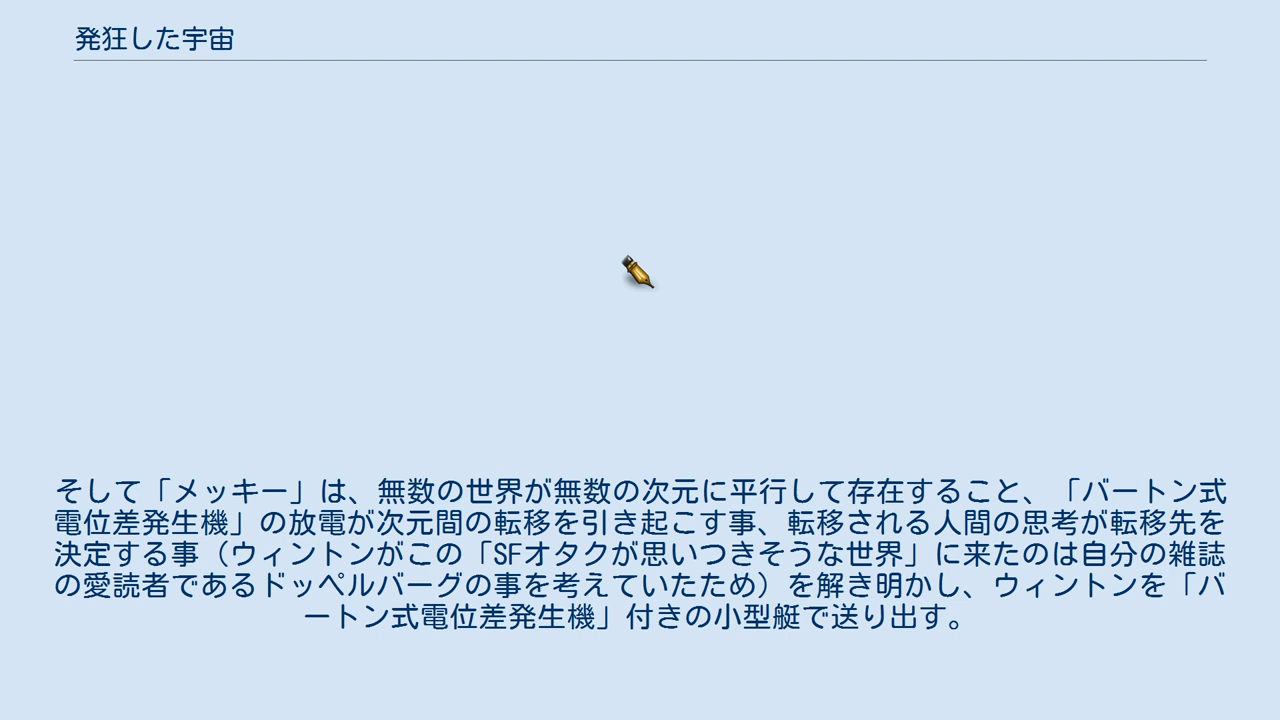 発狂した宇宙
そして「メッキー」は、無数の世界が無数の次元に平行して存在すること、「バートン式
電位差発生機」の放電が次元間の転移を引き起こす事、転移される人間の思考が転移先を
決定する事（ウィントンがこの「SFオタクが思いつきそうな世界」に来たのは自分の雑誌
の愛読者であるドッペルバーグの事を考えていたため）を解き明かし、ウィントンを「バ
ートン式電位差発生機」付きの小型艇で送り出す。